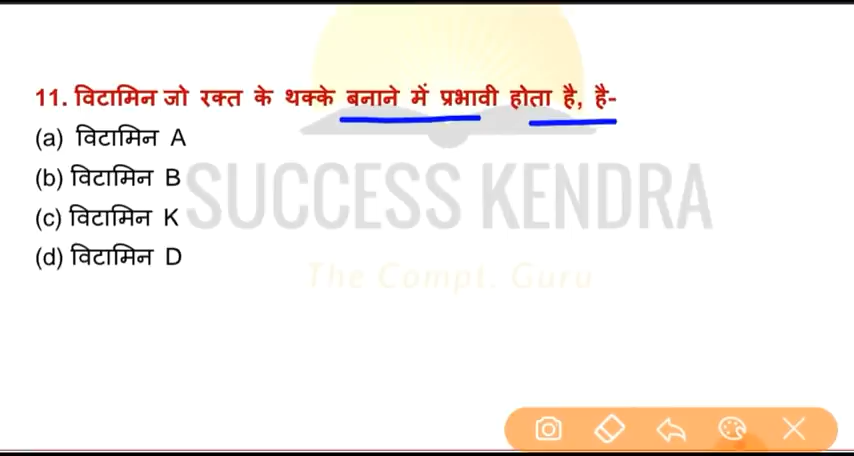 11. विटामिन जो रक्त के थक्के बनाने में प्रभावी होता है, है-
(a) विटामिन A
(b) विटामिन B
(c) विटामिन K
(d) विटामिन D
SUCCESS KENDRA
The Compt. Guru